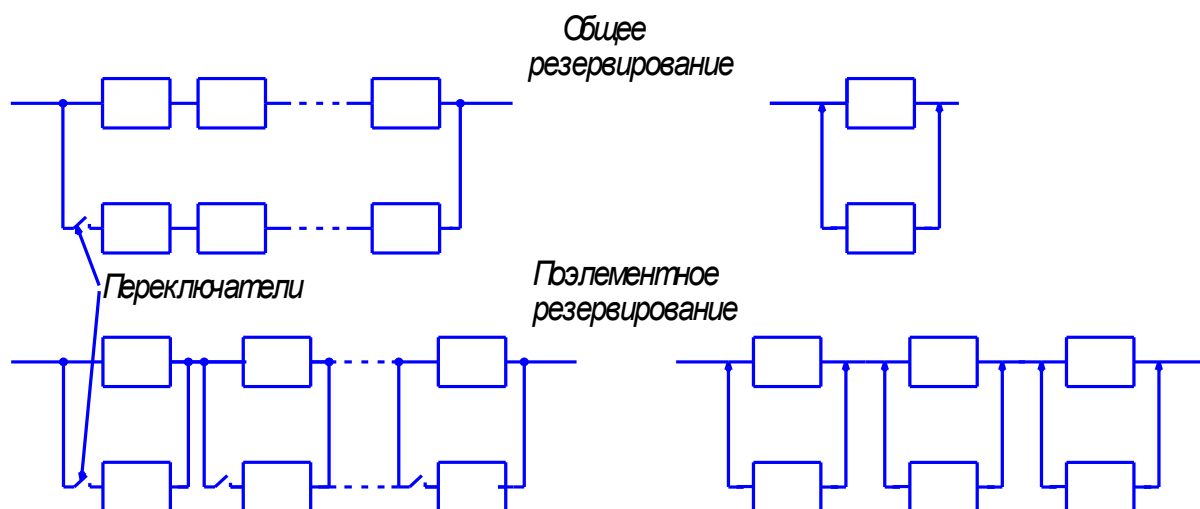 Общее
резервирование
Переключатели
Поэлементное
резервирование